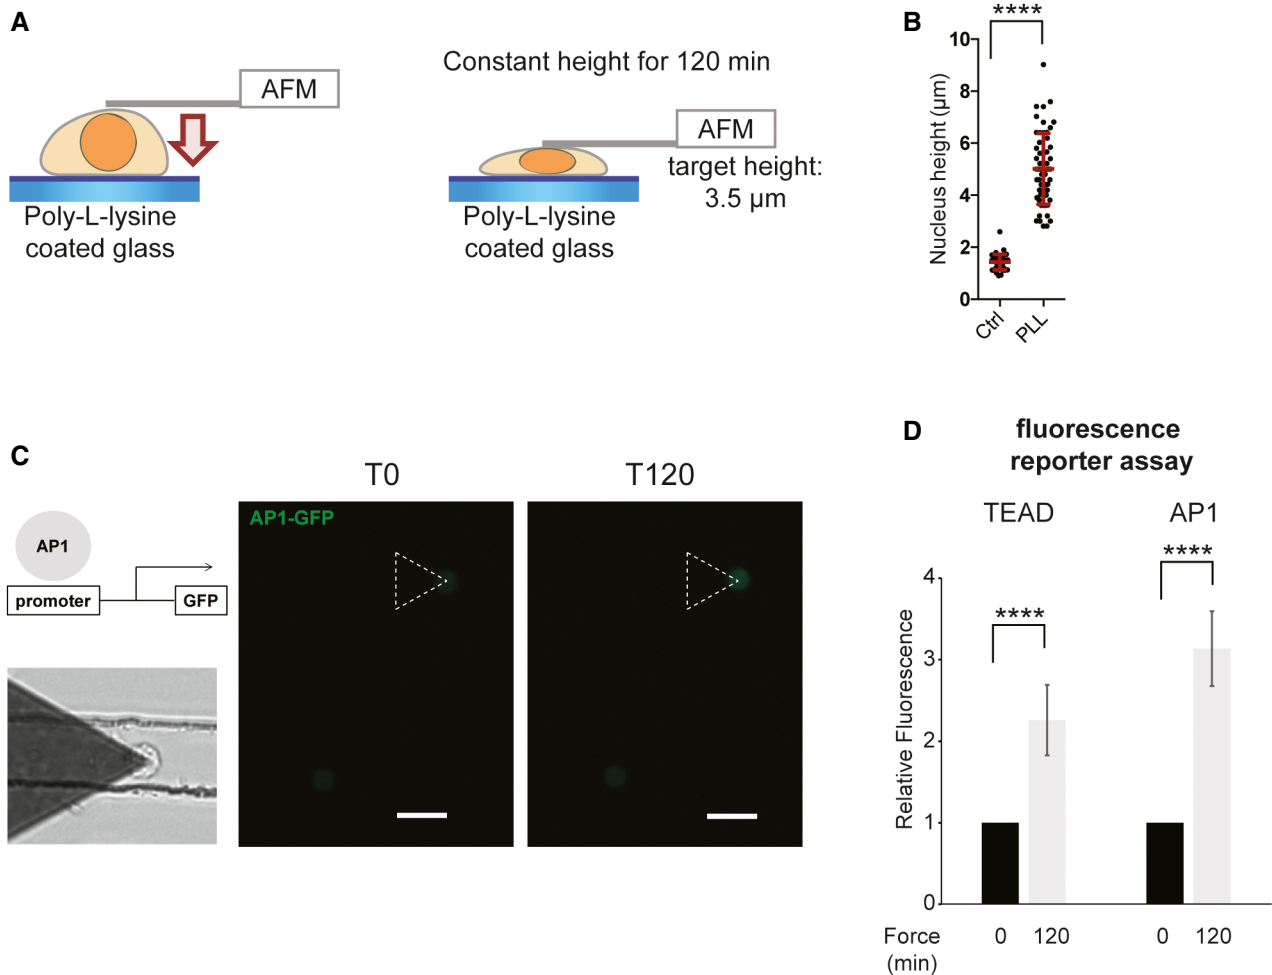 A
AFM
Poly-L-lysine
coated glass
Constant height for 120 min
AFM
target height:
3.5 µm
Poly-L-lysine
coated glass
B
****
Nucleus height (µm)
10
8
6
4
2
0
Ctrl
PLL
C
T0
T120
AP1
promoter
GFP
AP1-GFP
D
fluorescence
reporter assay
TEAD
AP1
****
****
Relative Fluorescence
4
3
2
1
0
Force
(min)
0
120
0
120